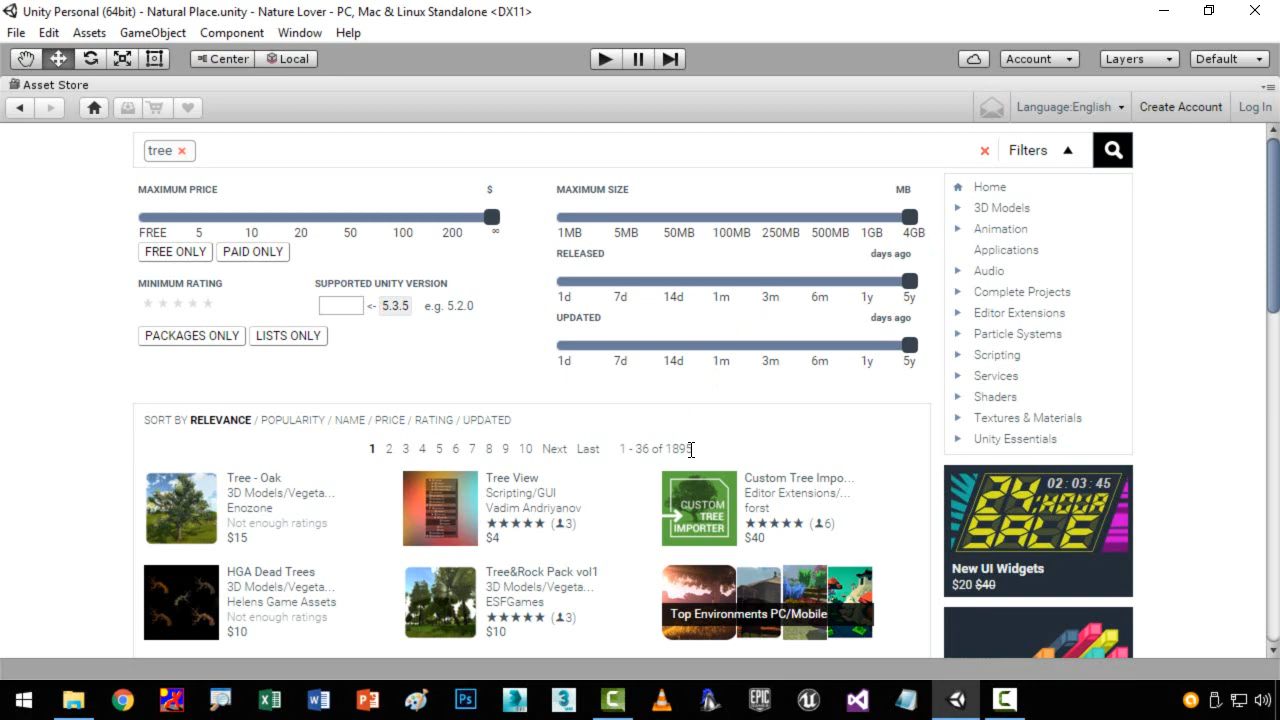 Unity Personal (64bit) - Natural Place.unity - Nature Lover - PC, Mac & Linux Standalone <DX11>
File Edit Assets GameObject Component Window Help
Center Local Account Layers Default
Asset Store
Language:English Create Account Log In
tree Filters
MAXIMUM PRICE $
FREE 5 10 20 50 100 200 ∞
FREE ONLY PAID ONLY
MINIMUM RATING SUPPORTED UNITY VERSION
<- 5.3.5 e.g. 5.2.0
PACKAGES ONLY LISTS ONLY
MAXIMUM SIZE MB
1MB 5MB 50MB 100MB 250MB 500MB 1GB 4GB
RELEASED days ago
1d 7d 14d 1m 3m 6m 1y 5y
UPDATED days ago
1d 7d 14d 1m 3m 6m 1y 5y
Home
3D Models
Animation
Applications
Audio
Complete Projects
Editor Extensions
Particle Systems
Scripting
Services
Shaders
Textures & Materials
Unity Essentials
SORT BY RELEVANCE / POPULARITY / NAME / PRICE / RATING / UPDATED
1 2 3 4 5 6 7 8 9 10 Next Last 1 - 36 of 1895
Tree - Oak
3D Models/Vegeta...
Enozone
Not enough ratings
$15
Tree View
Scripting/GUI
Vadim Andriyanov
★★★★★ (3)
$4
CUSTOM
TREE
IMPORTER
Custom Tree Impo...
Editor Extensions/...
forst
★★★★★ (6)
$40
HGA Dead Trees
3D Models/Vegeta...
Helens Game Assets
Not enough ratings
$10
Tree&Rock Pack vol1
3D Models/Vegeta...
ESFGames
★★★★★ (3)
$10
Top Environments PC/Mobile
02:03:45
24 HOUR
SALE
New UI Widgets
$20 $40
Ps
3
3
EPIC
GAMES